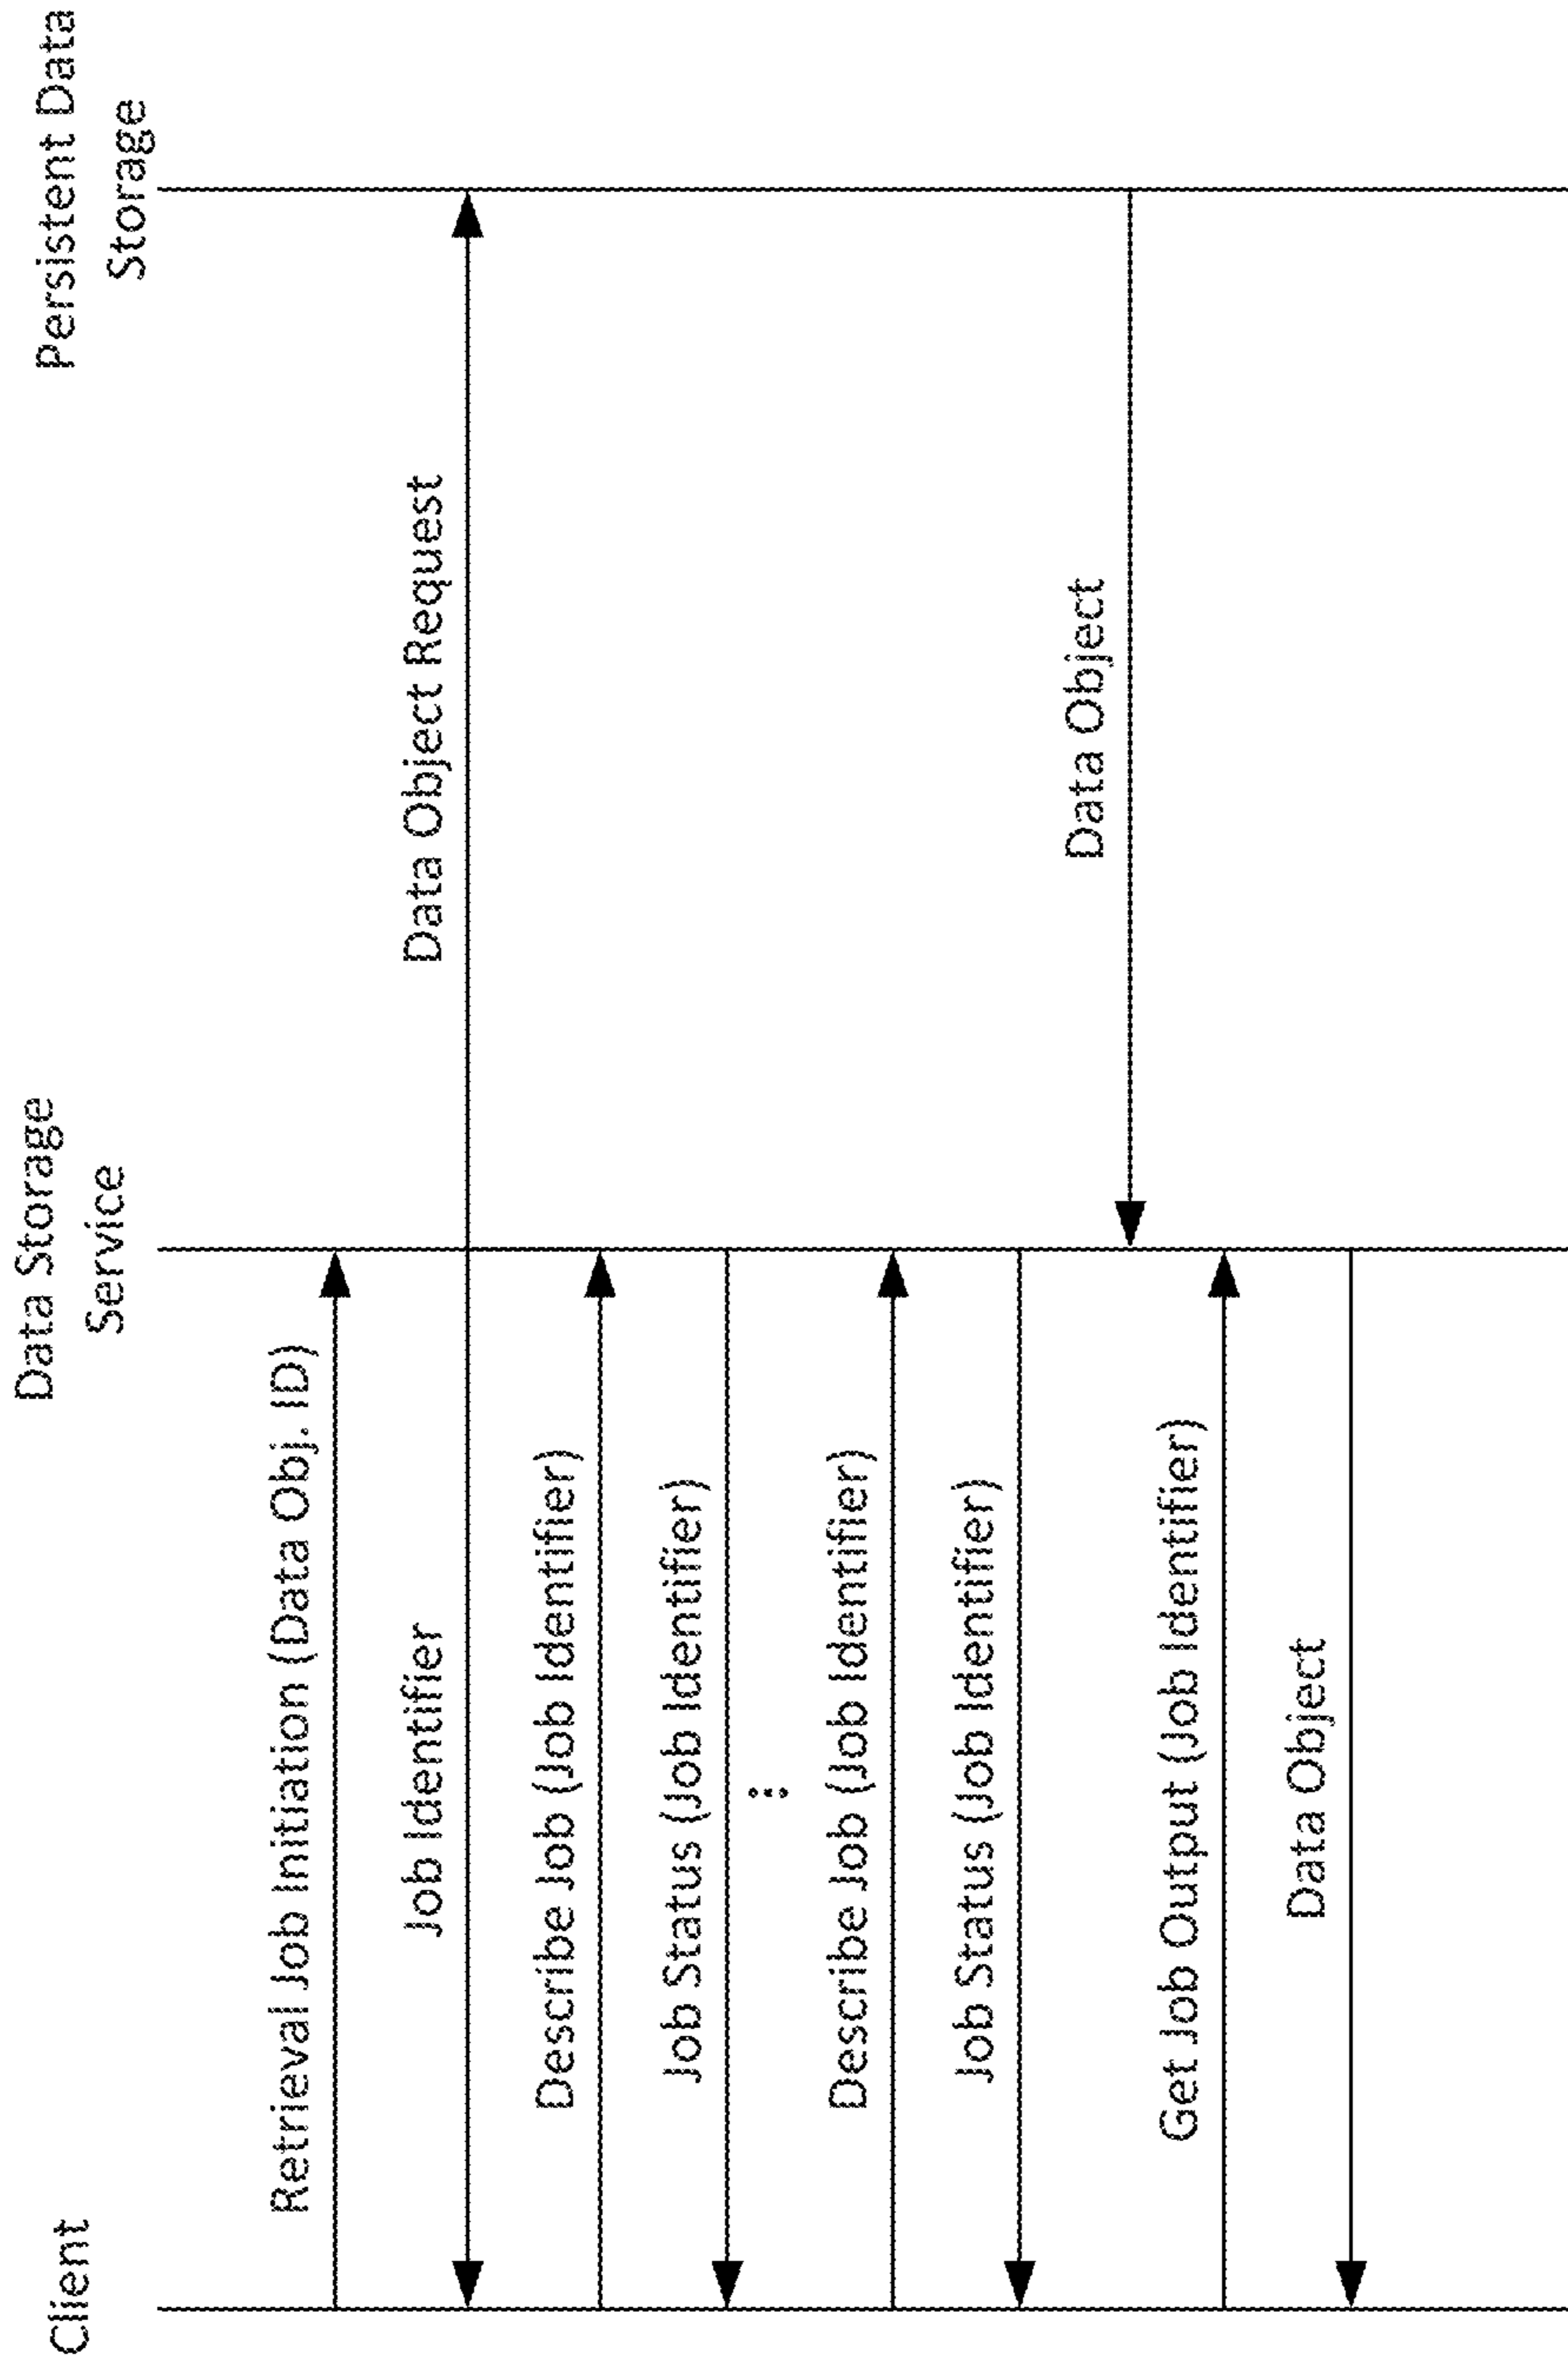 Client
Data Storage
Service
Persistent Data
Storage
Retrieval Job Initiation (Data Obj. ID)
Job Identifier
Data Object Request
Describe Job (Job Identifier)
Job Status (Job Identifier)
Describe Job (Job Identifier)
Job Status (Job Identifier)
Data Object
Get Job Output (Job Identifier)
Data Object